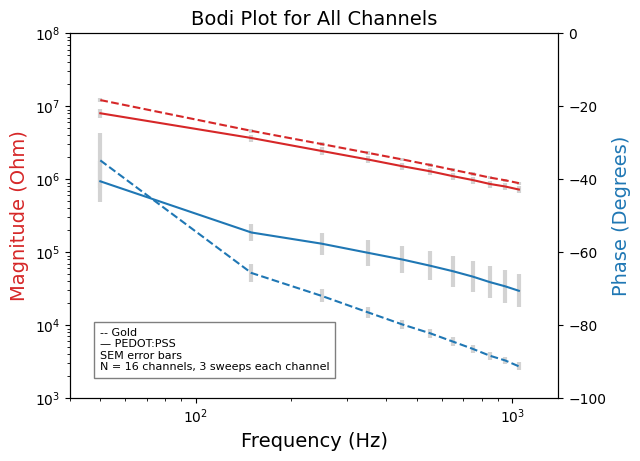 Bodi Plot for All Channels
10^8
10^7
10^6
10^5
10^4
10^3
Magnitude (Ohm)
0
−20
−40
−60
−80
−100
Phase (Degrees)
-- Gold
— PEDOT:PSS
SEM error bars
N = 16 channels, 3 sweeps each channel
10^2
10^3
Frequency (Hz)